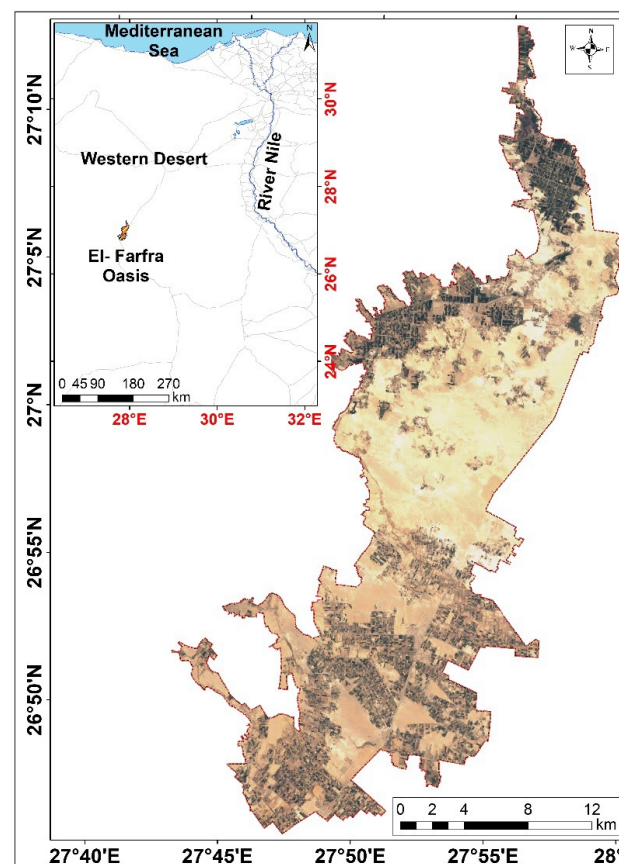 Mediterranean
Sea
N
Western Desert
River Nile
El- Farfra
Oasis
0 45 90 180 270
km
30°N
28°N
26°N
24°N
28°E
30°E
32°E
N
W
E
S
27°10'N
27°5'N
27°N
26°55'N
26°50'N
0 1 2 4 8 12
km
27°40'E
27°45'E
27°50'E
27°55'E
28°